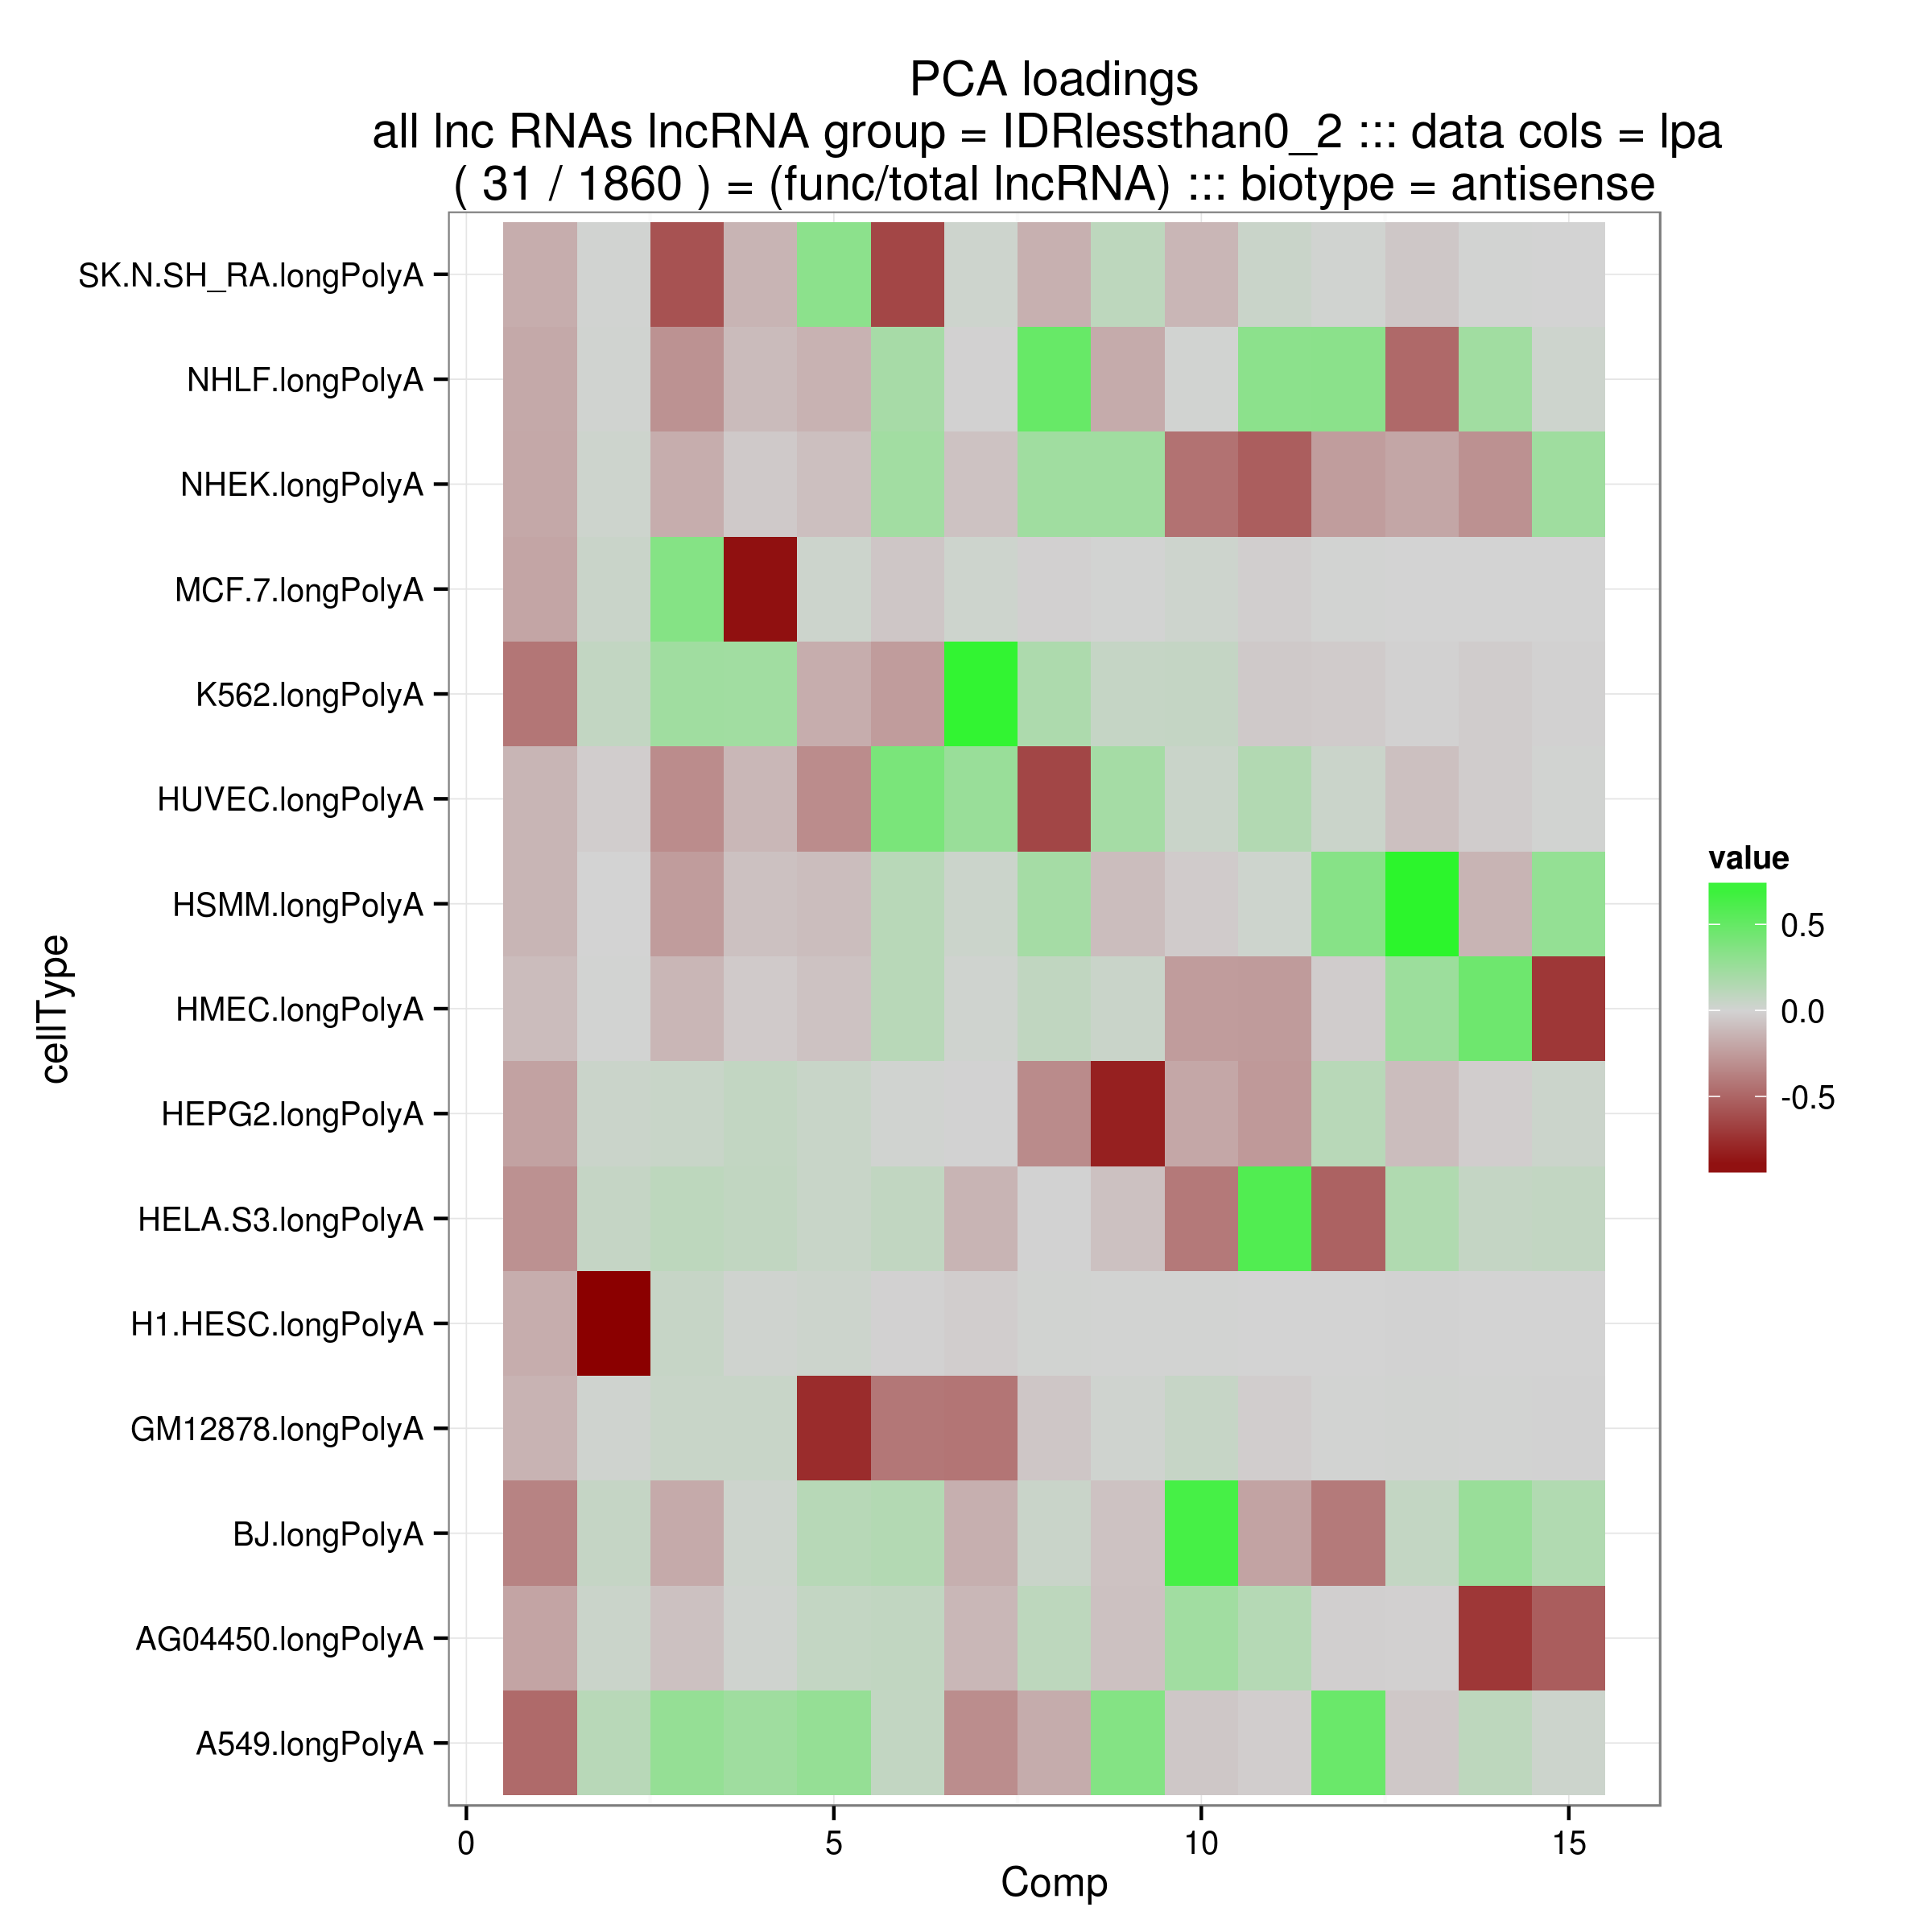 PCA loadings
all lnc RNAs lncRNA group = IDRlessthan0_2 ::: data cols = lpa
( 31 / 1860 ) = (func/total lncRNA) ::: biotype = antisense
SK.N.SH_RA.longPolyA
NHLF.longPolyA
NHEK.longPolyA
MCF.7.longPolyA
K562.longPolyA
HUVEC.longPolyA
HSMM.longPolyA
HMEC.longPolyA
HEPG2.longPolyA
HELA.S3.longPolyA
H1.HESC.longPolyA
GM12878.longPolyA
BJ.longPolyA
AG04450.longPolyA
A549.longPolyA
cellType
0 5 10 15
Comp
value
0.5
0.0
-0.5